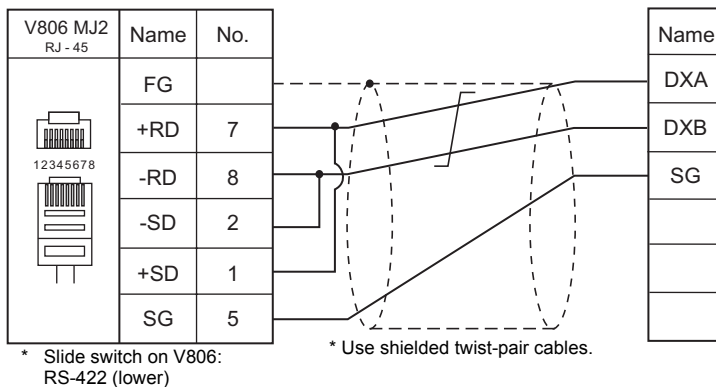 V806 MJ2 Name No. Name
RJ - 45
FG DXA
+RD 7 DXB
12345678
-RD 8 SG
-SD 2
+SD 1
SG 5
* Slide switch on V806:
RS-422 (lower)
* Use shielded twist-pair cables.